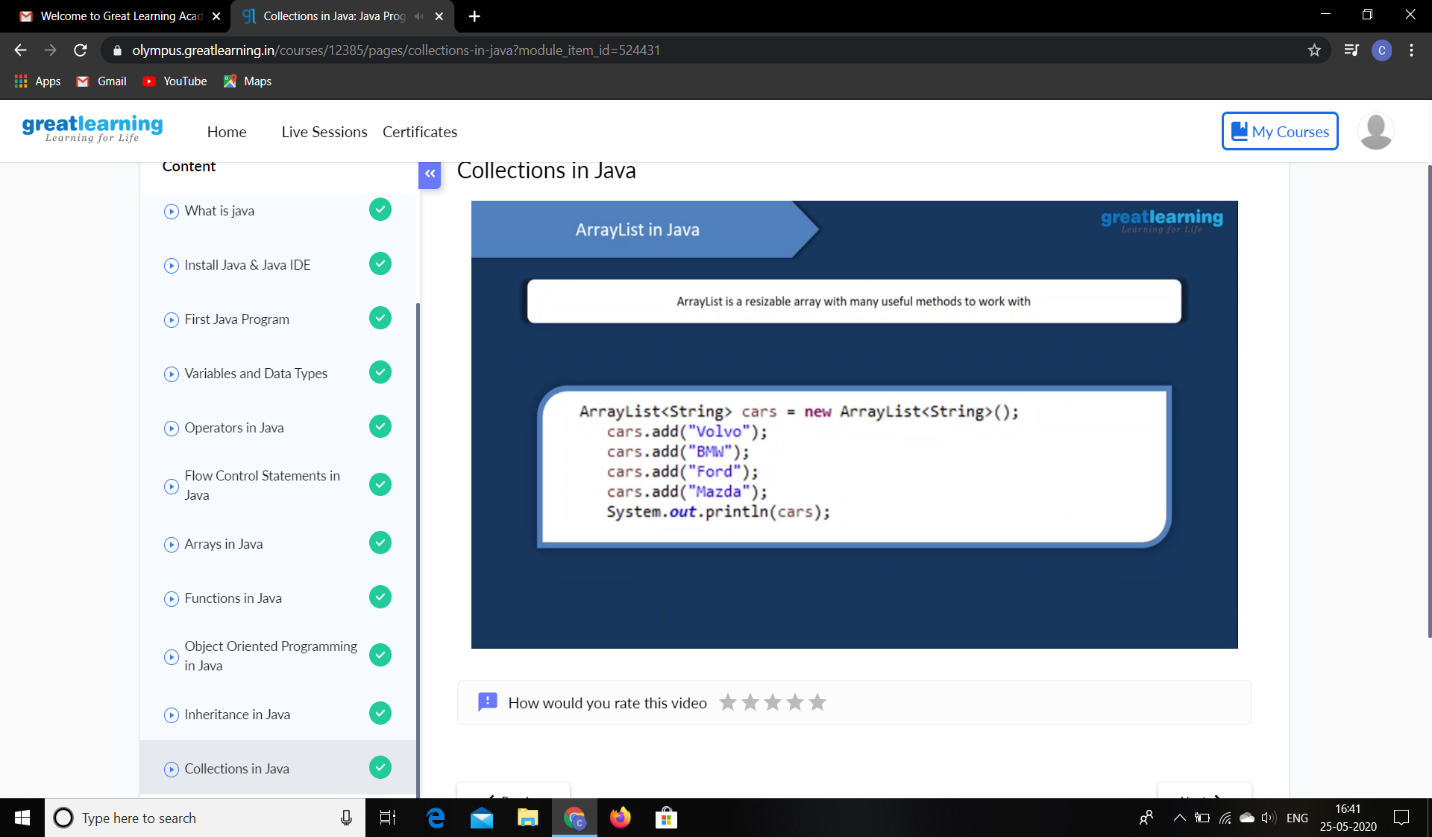 Welcome to Great Learning Acad
Collections in Java: Java Prog
olympus.greatlearning.in/courses/12385/pages/collections-in-java?module_item_id=524431
C
Apps
Gmail
YouTube
Maps
greatlearning
Learning for Life
Home
Live Sessions
Certificates
My Courses
Content
What is java
Install Java & Java IDE
First Java Program
Variables and Data Types
Operators in Java
Flow Control Statements in
Java
Arrays in Java
Functions in Java
Object Oriented Programming
in Java
Inheritance in Java
Collections in Java
Collections in Java
ArrayList in Java
greatlearning
Learning for Life
ArrayList is a resizable array with many useful methods to work with
ArrayList<String> cars = new ArrayList<String>();
cars.add("Volvo");
cars.add("BMW");
cars.add("Ford");
cars.add("Mazda");
System.out.println(cars);
How would you rate this video
Type here to search
ENG
16:41
25-05-2020